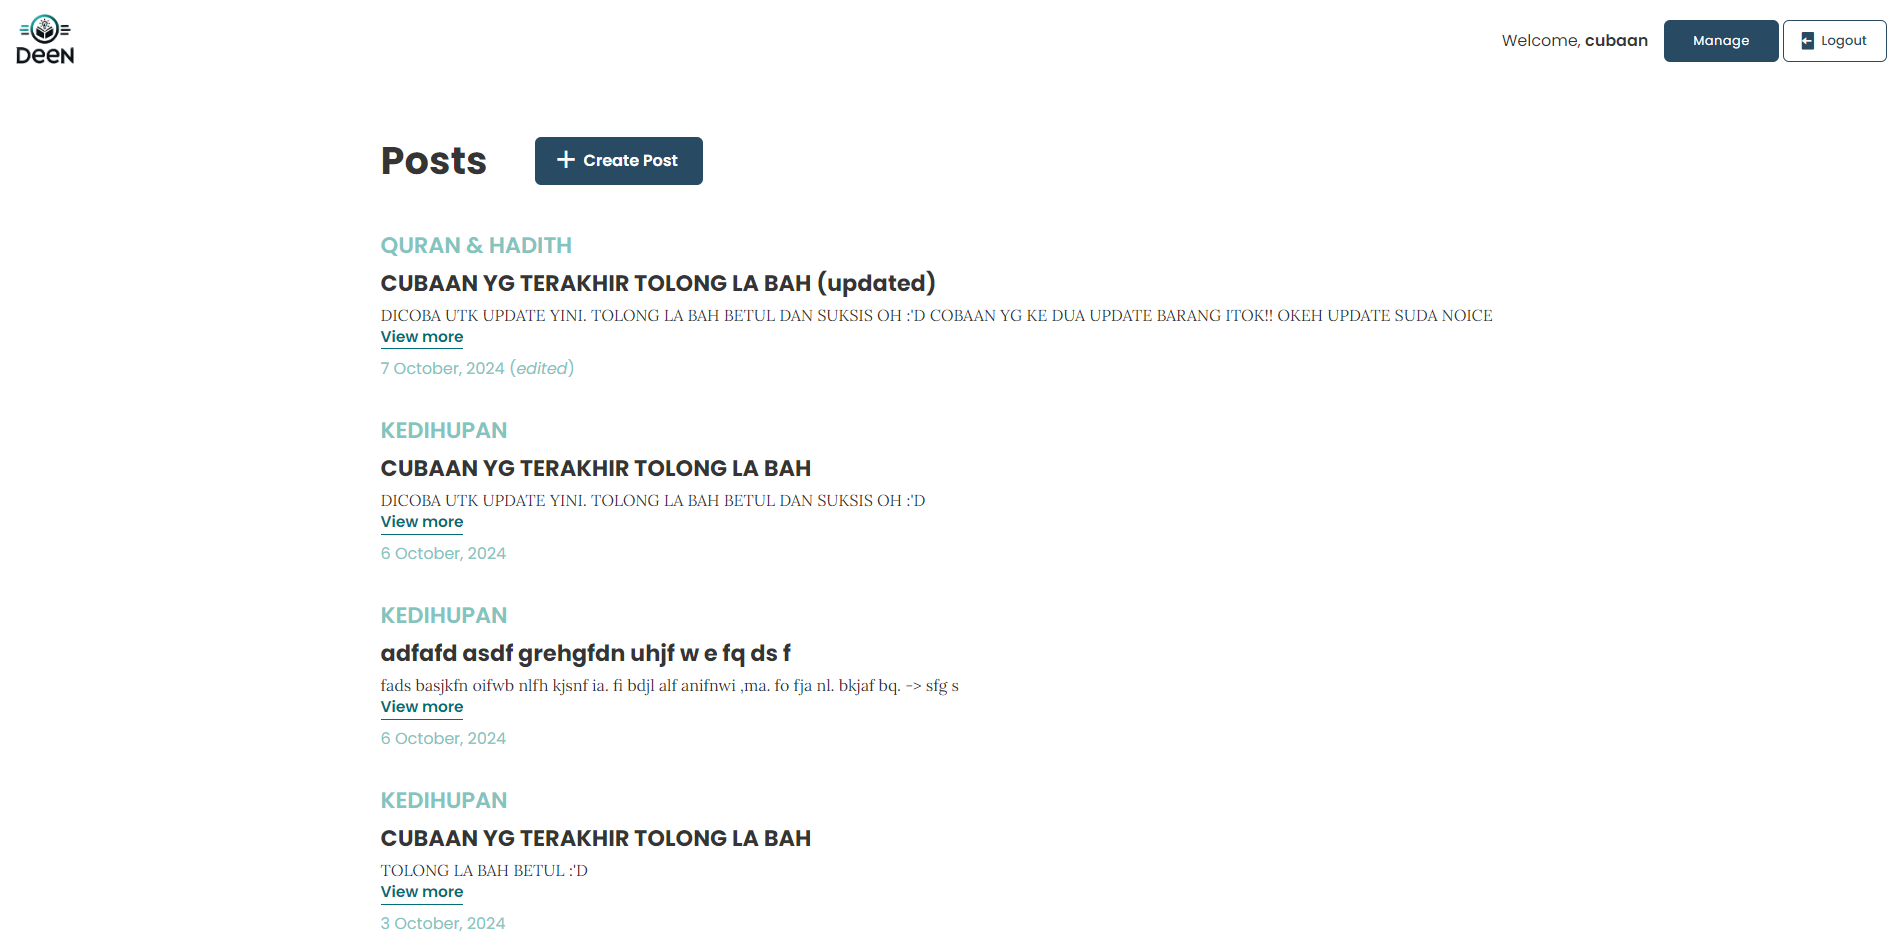 DeeN
Welcome, cubaan
Manage
Logout
Posts
+ Create Post
QURAN & HADITH
CUBAAN YG TERAKHIR TOLONG LA BAH (updated)
DICOBA UTK UPDATE YINI. TOLONG LA BAH BETUL DAN SUKSIS OH :'D COBAAN YG KE DUA UPDATE BARANG ITOK!! OKEH UPDATE SUDA NOICE
View more
7 October, 2024 (edited)
KEDIHUPAN
CUBAAN YG TERAKHIR TOLONG LA BAH
DICOBA UTK UPDATE YINI. TOLONG LA BAH BETUL DAN SUKSIS OH :'D
View more
6 October, 2024
KEDIHUPAN
adfafd asdf grehgfdn uhjf w e fq ds f
fads basjkfn oifwb nlfh kjsnf ia. fi bdjl alf anifnwi ,ma. fo fja nl. bkjaf bq. -> sfg s
View more
6 October, 2024
KEDIHUPAN
CUBAAN YG TERAKHIR TOLONG LA BAH
TOLONG LA BAH BETUL :'D
View more
3 October, 2024